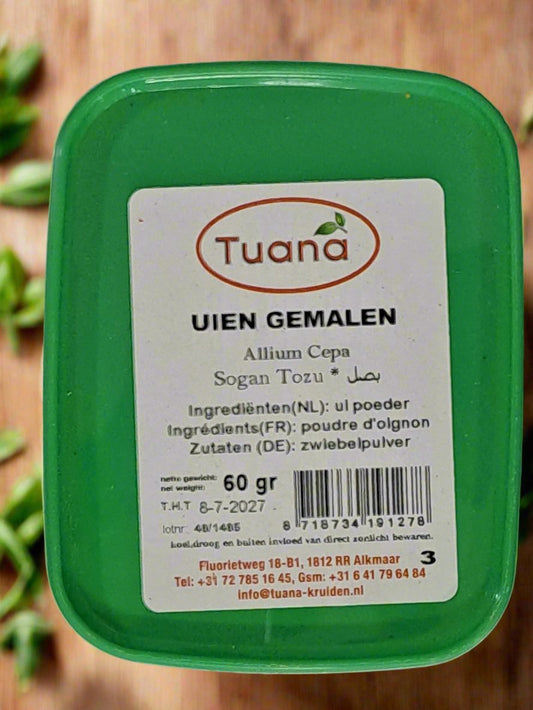 Tuana
UIEN GEMALEN
Allium Cepa
Sogan Tozu * بصل
Ingrediënten(NL): ui poeder
Ingrédients(FR): poudre d'oignon
Zutaten (DE): zwiebelpulver
netto gewicht:
net weight: 60 gr
T.H.T 8-7-2027
lotnr: 4B/1485
8 718734 191278
koel,droog en buiten invloed van direct zonlicht bewaren.
Fluorietweg 18-B1, 1812 RR Alkmaar 3
Tel: +31 72 785 16 45, Gsm: +31 6 41 79 64 84
info@tuana-kruiden.nl